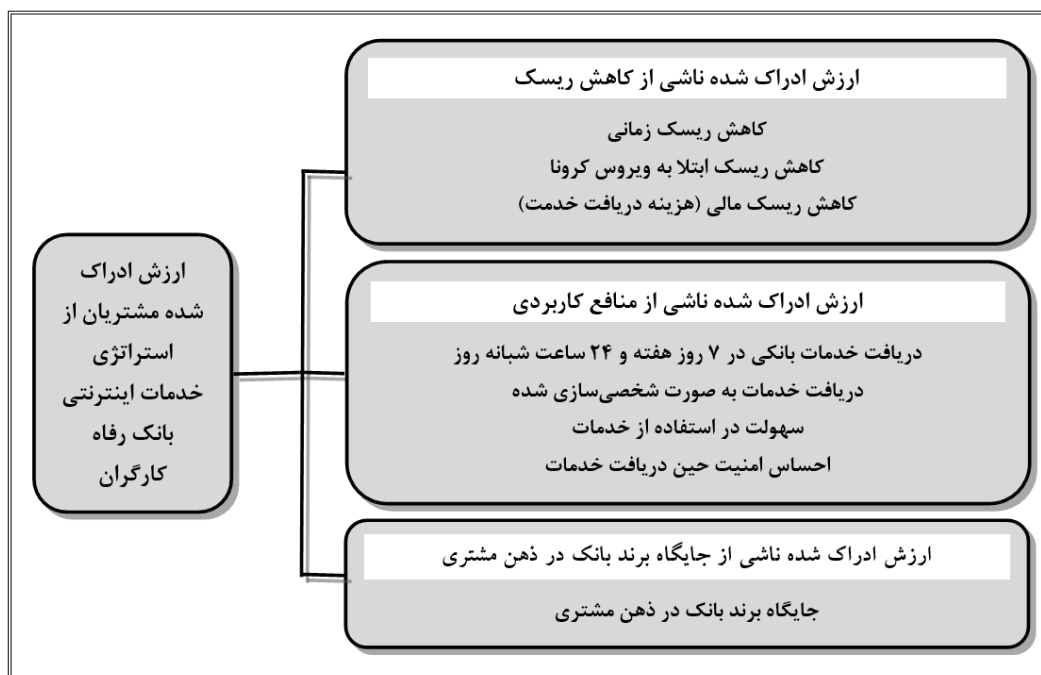 ارزش ادراک شده ناشی از کاهش ریسک
کاهش ریسک زمانی
کاهش ریسک ابتلا به ویروس کرونا
کاهش ریسک مالی (هزینه دریافت خدمت)
ارزش ادراک شده ناشی از منافع کاربردی
دریافت خدمات بانکی در ۷ روز هفته و ۲۴ ساعت شبانه روز
دریافت خدمات به صورت شخصی‌سازی شده
سهولت در استفاده از خدمات
احساس امنیت حین دریافت خدمات
ارزش ادراک شده ناشی از جایگاه برند بانک در ذهن مشتری
جایگاه برند بانک در ذهن مشتری
ارزش ادراک
شده مشتریان از
استراتژی
خدمات اینترنتی
بانک رفاه
کارگران